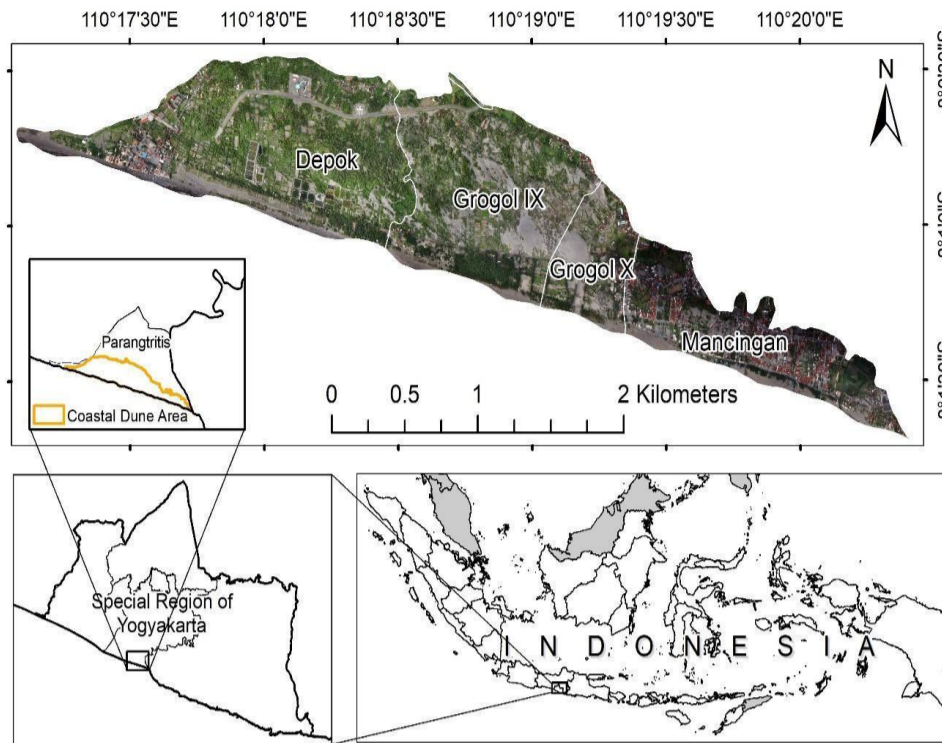 110°17'30"E 110°18'0"E 110°18'30"E 110°19'0"E 110°19'30"E 110°20'0"E
N
Depok
Grogol IX
Grogol X
Mancingan
Parangtritis
Coastal Dune Area
0 0.5 1 2 Kilometers
Special Region of
Yogyakarta
INDONESIA